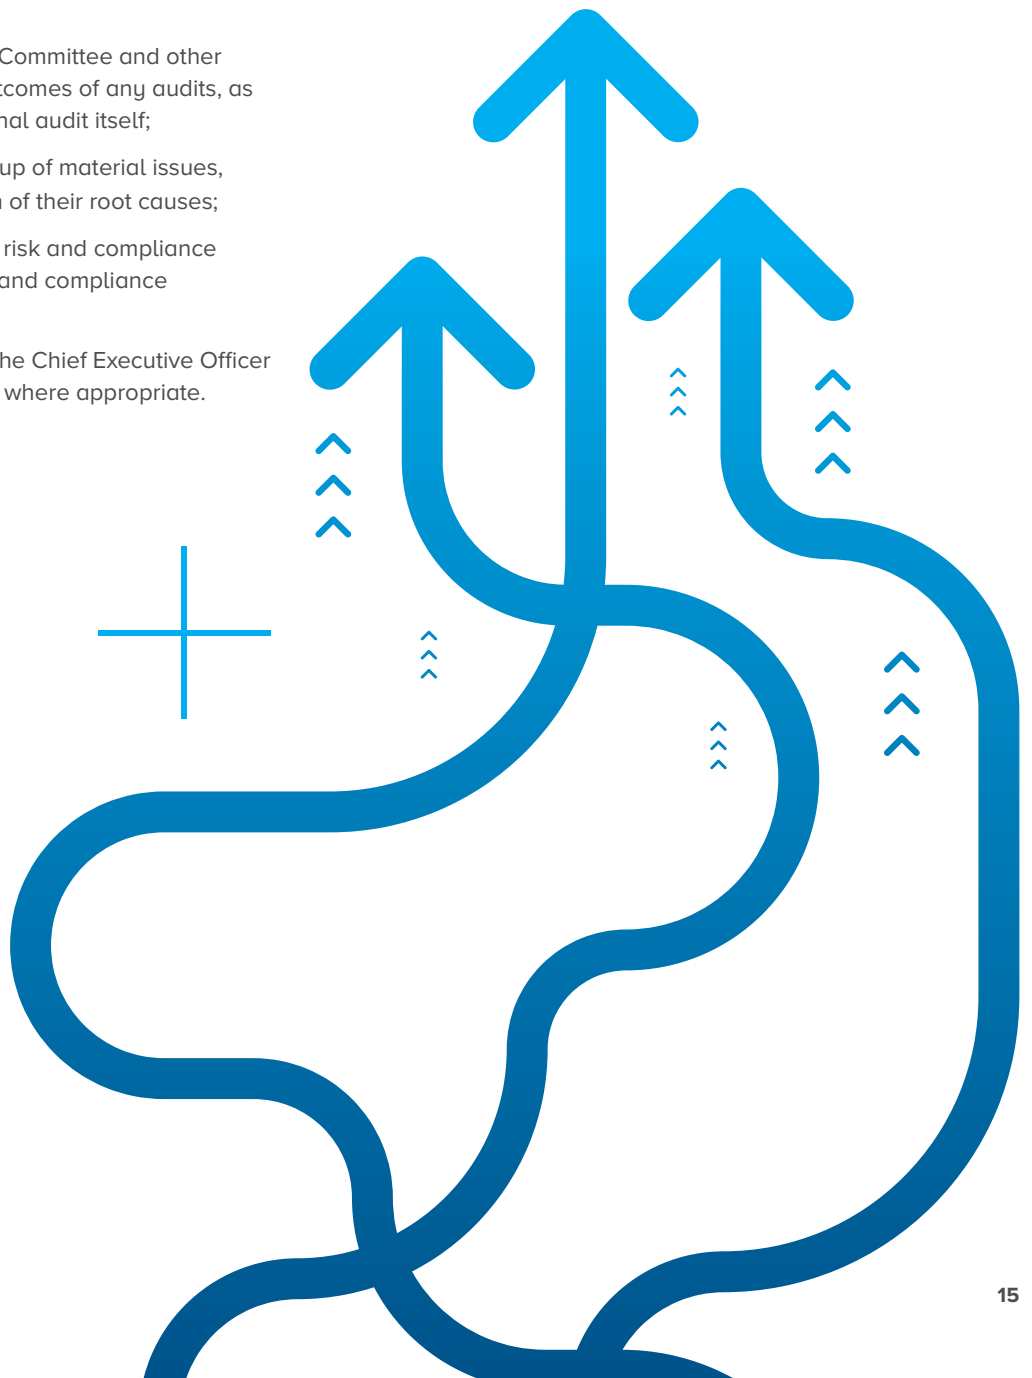 Committee and other
tcomes of any audits, as
nal audit itself;
up of material issues,
n of their root causes;
risk and compliance
and compliance
he Chief Executive Officer
where appropriate.
15